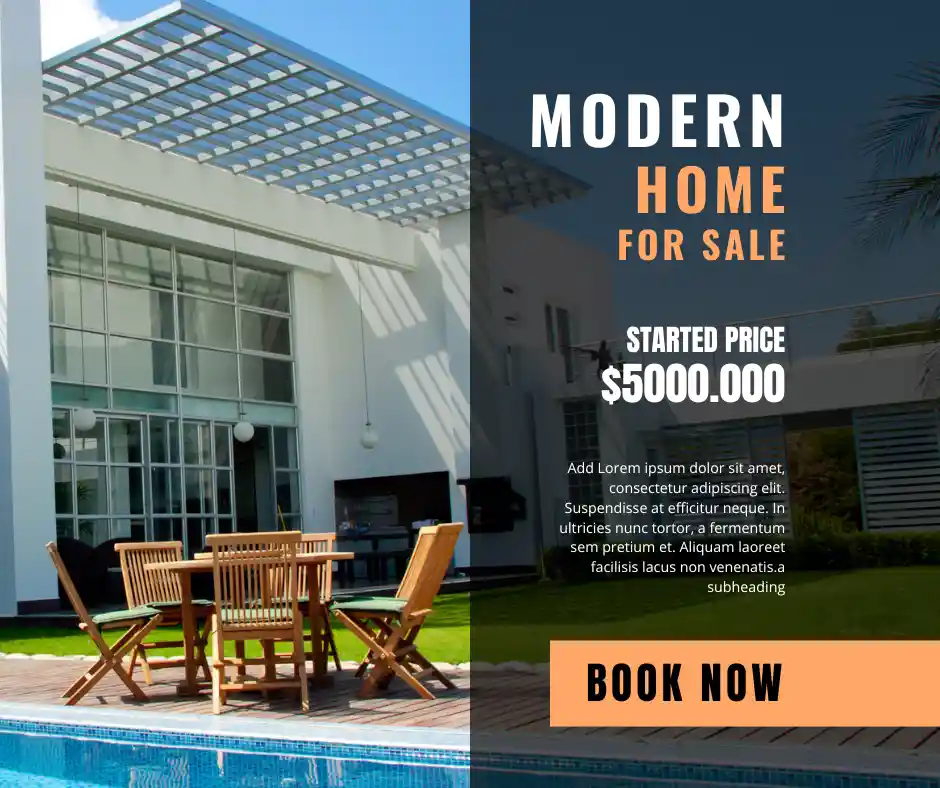 MODERN
HOME
FOR SALE
STARTED PRICE
$5000.000
Add Lorem ipsum dolor sit amet,
consectetur adipiscing elit.
Suspendisse at efficitur neque. In
ultricies nunc tortor, a fermentum
sem pretium et. Aliquam laoreet
facilisis lacus non venenatis.a
subheading
BOOK NOW